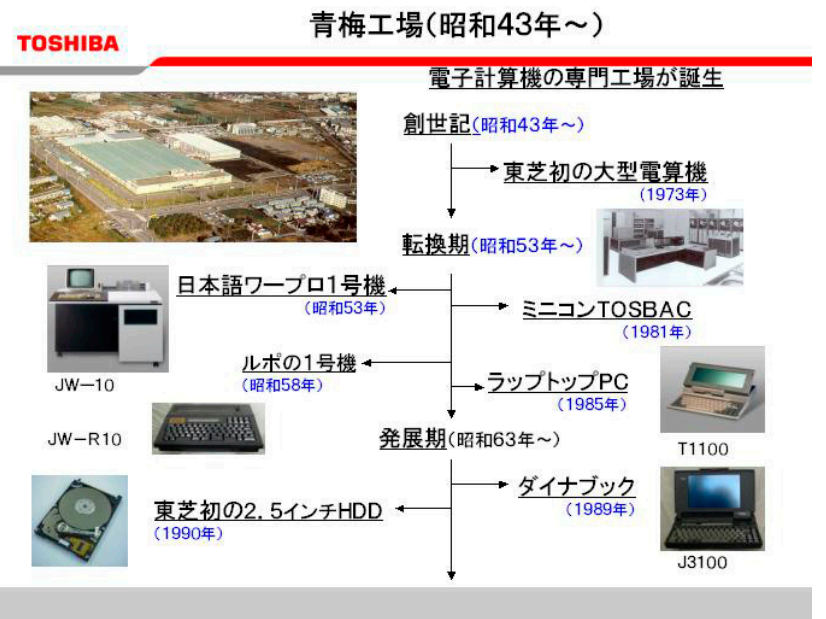 青梅工場(昭和43年～)
TOSHIBA
電子計算機の専門工場が誕生
創世記(昭和43年～)
東芝初の大型電算機
(1973年)
転換期(昭和53年～)
日本語ワープロ1号機
(昭和53年)
ミニコンTOSBAC
(1981年)
JW－10
ルポの1号機
(昭和58年)
ラップトップPC
(1985年)
T1100
JW－R10
発展期(昭和63年～)
ダイナブック
(1989年)
J3100
東芝初の2．5インチHDD
(1990年)